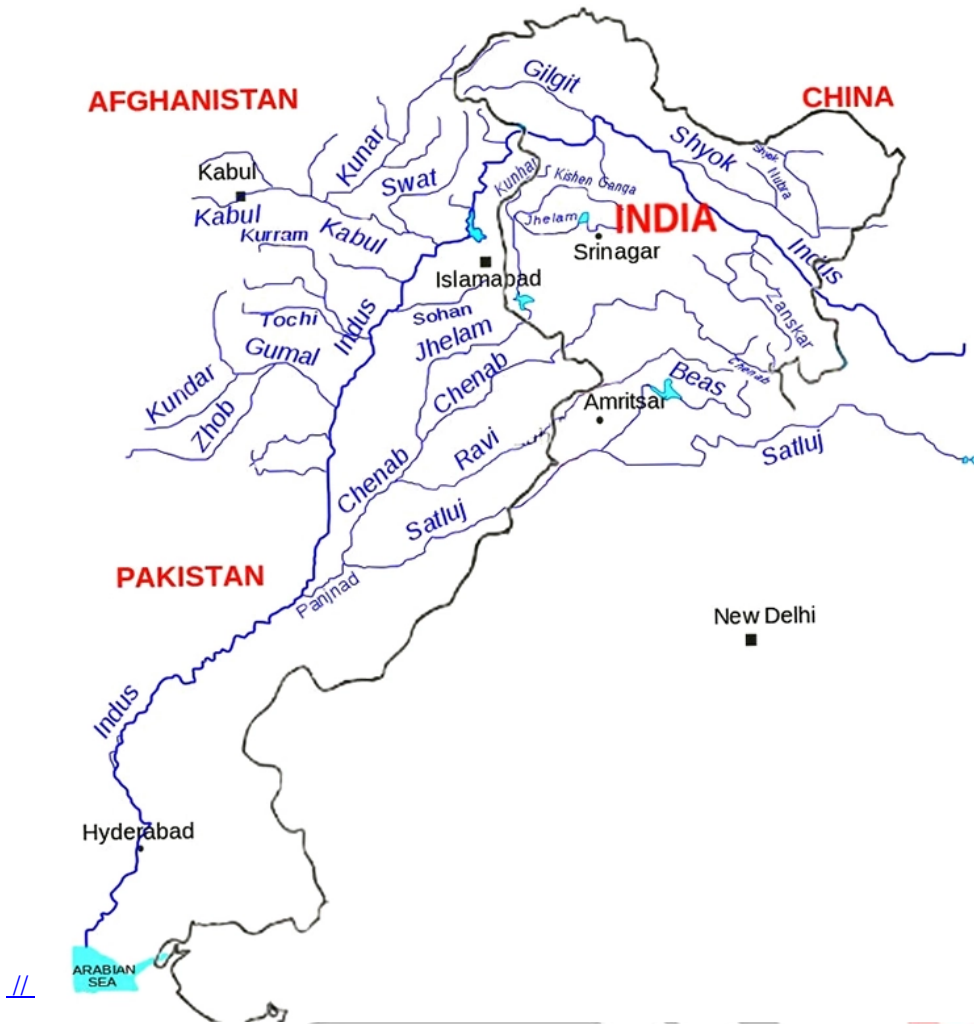 Gilgit
AFGHANISTAN
CHINA
Kunar
Shyok
Shyok
Nubra
Kabul
Swat
Kunhar
Kishen Ganga
Kabul
Kurram
Kabul
Jhelam
INDIA
Srinagar
Indus
Islamabad
Zanskar
Tochi
Indus
Sohan
Jhelam
Gumal
Kundar
Zhob
Chenab
Chenab
Beas
Amritsar
Ravi
Satluj
Chenab
Satluj
PAKISTAN
Panjnad
New Delhi
Indus
Hyderabad
ARABIAN
SEA
//